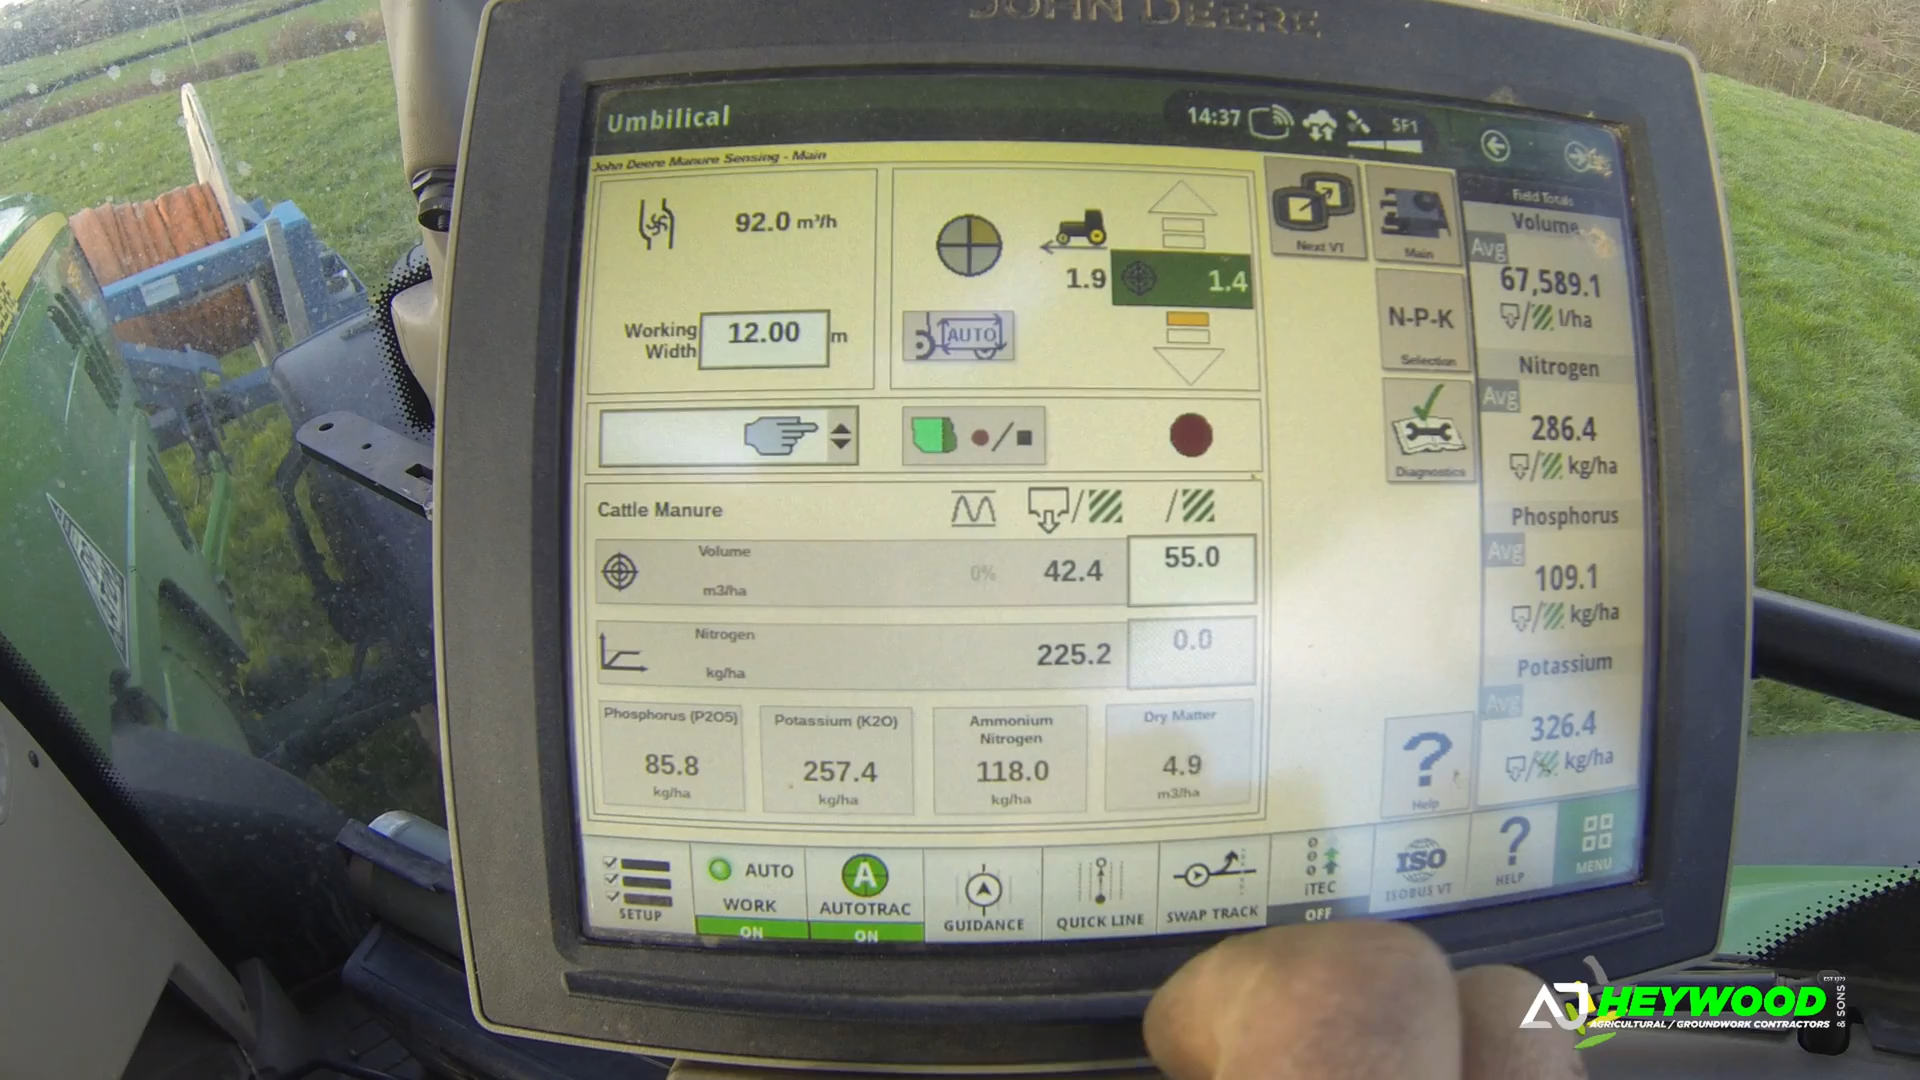 JOHN DEERE
Umbilical
14:37
SF1
John Deere Manure Sensing - Main
92.0 m³/h
Working Width
12.00 m
1.9
1.4
AUTO
Next VT
Main
N-P-K
Selection
Diagnostics
Cattle Manure
Volume
m3/ha
0%
42.4
55.0
Nitrogen
kg/ha
225.2
0.0
Phosphorus (P2O5)
85.8
kg/ha
Potassium (K2O)
257.4
kg/ha
Ammonium
Nitrogen
118.0
kg/ha
Dry Matter
4.9
m3/ha
Help
Field Totals
Volume
Avg
67,589.1
l/ha
Nitrogen
Avg
286.4
kg/ha
Phosphorus
Avg
109.1
kg/ha
Potassium
Avg
326.4
kg/ha
SETUP
AUTO
WORK
ON
A
AUTOTRAC
ON
GUIDANCE
QUICK LINE
SWAP TRACK
iTEC
OFF
ISO
ISOBUS VT
HELP
MENU
AJ HEYWOOD
& SONS
AGRICULTURAL / GROUNDWORK CONTRACTORS